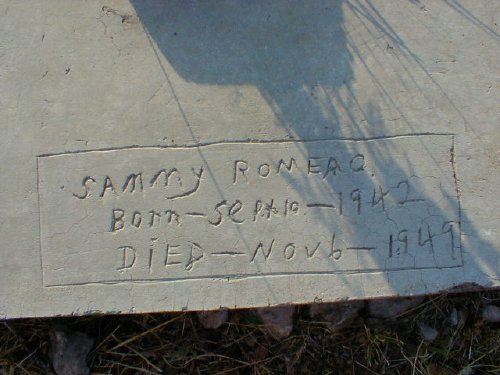 SAMMY ROMERO.
BORN-SEPt10-1942
DiED-NOV6-1949